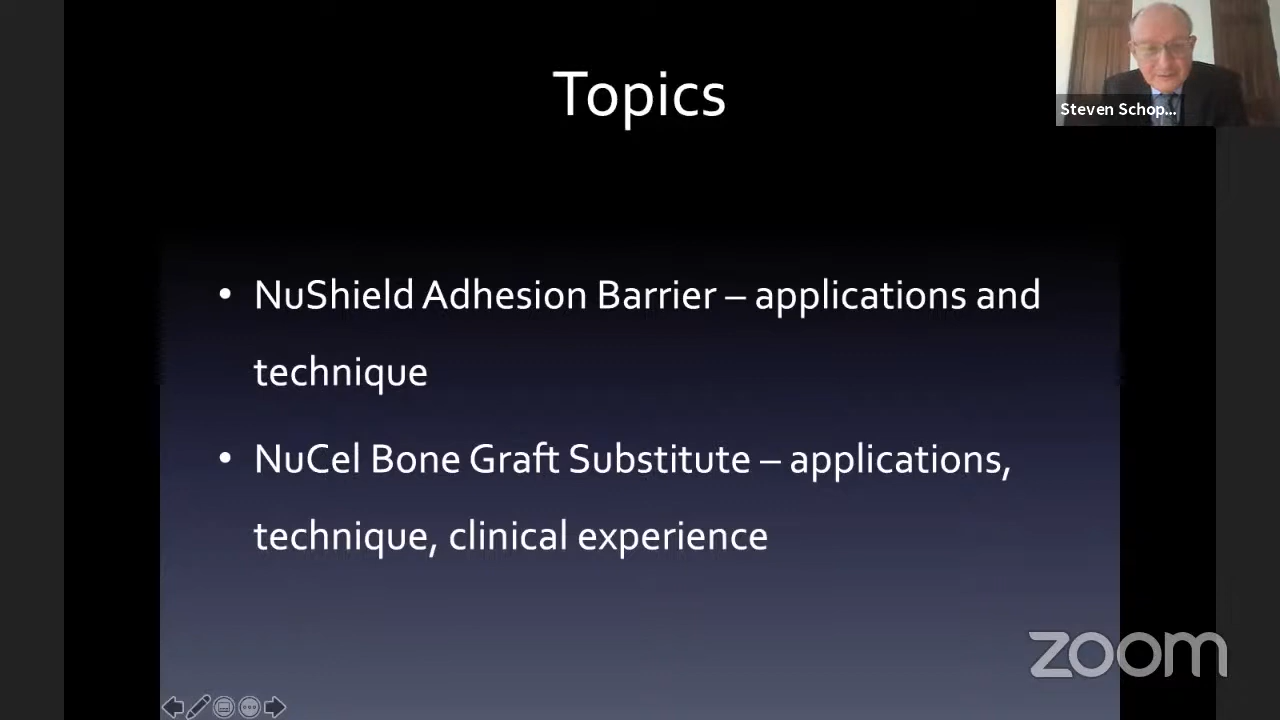 Topics
Steven Schop...
• NuShield Adhesion Barrier – applications and
technique
• NuCel Bone Graft Substitute – applications,
technique, clinical experience
zoom